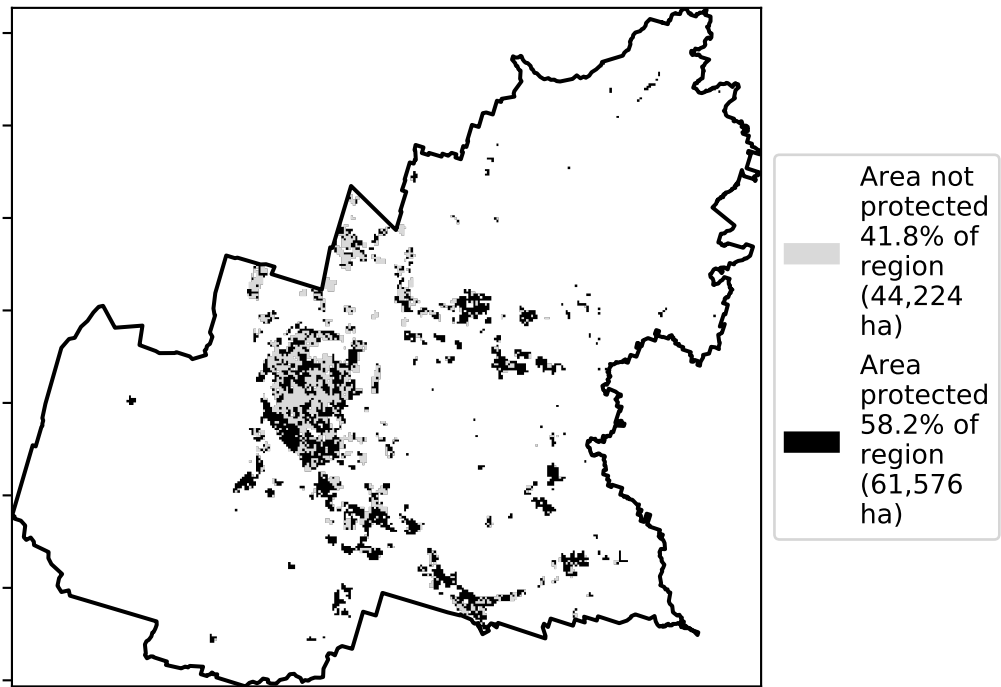 Area not
protected
41.8% of
region
(44,224
ha)
Area
protected
58.2% of
region
(61,576
ha)